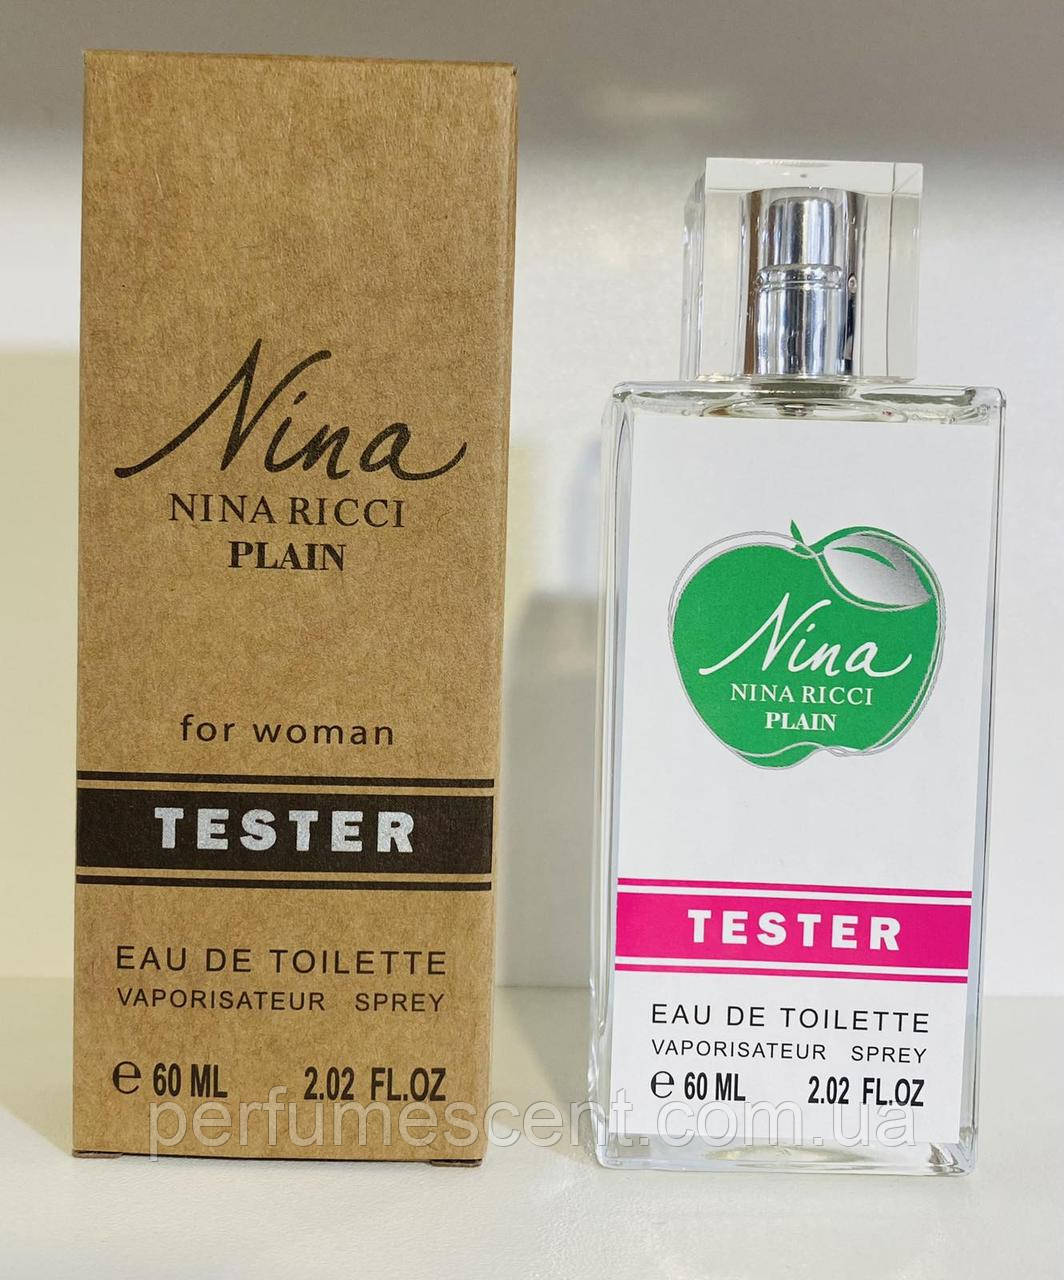 Nina
NINA RICCI
PLAIN
for woman
TESTER
EAU DE TOILETTE
VAPORISATEUR SPREY
e 60 ML 2.02 FL.OZ
Nina
NINA RICCI
PLAIN
TESTER
EAU DE TOILETTE
VAPORISATEUR SPREY
e 60 ML 2.02 FL.OZ
perfumescent.com.ua